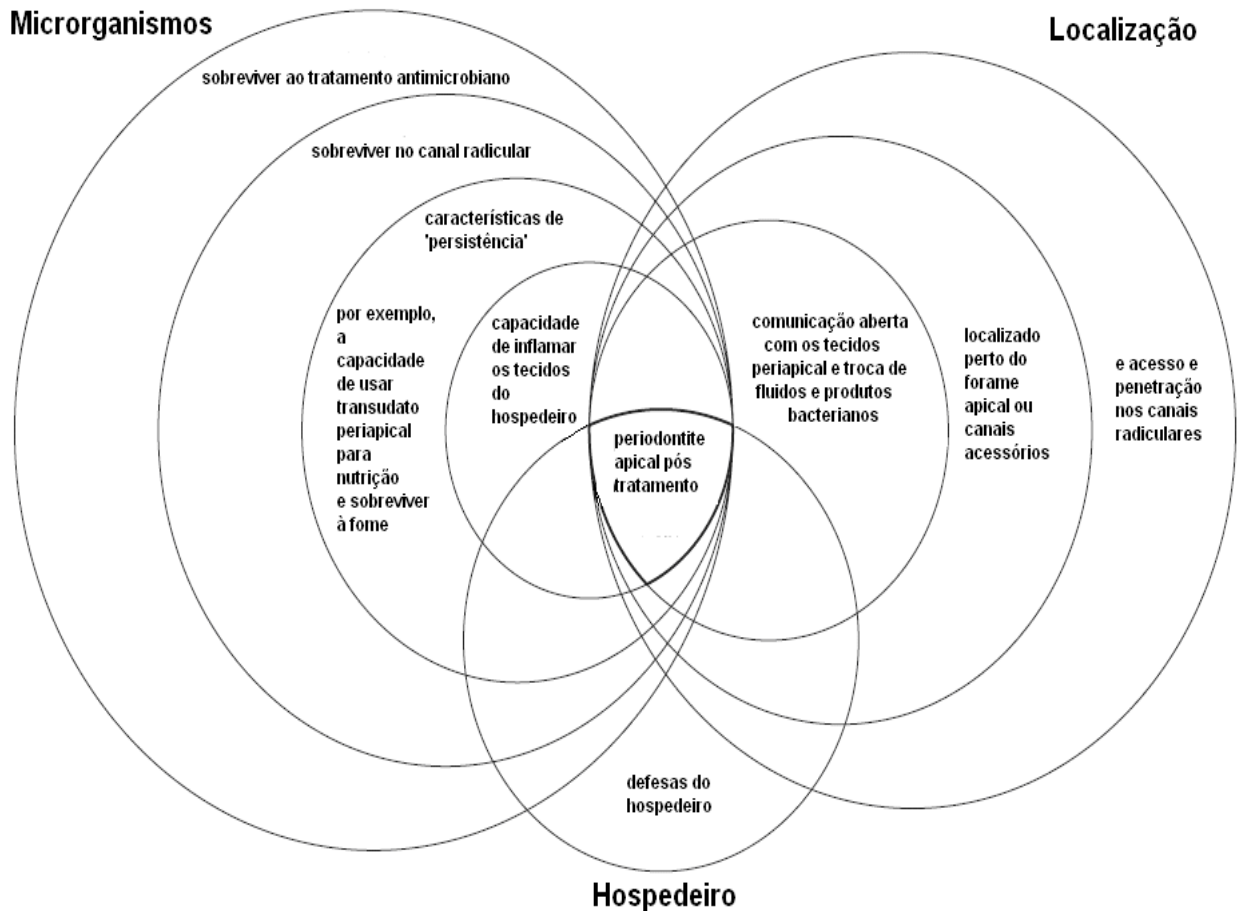 Microrganismos
Localização
sobreviver ao tratamento antimicrobiano
sobreviver no canal radicular
características de
'persistência'
por exemplo,
a
capacidade
de usar
transudato
periapical
para
nutrição
e sobreviver
à fome
capacidade
de inflamar
os tecidos
do
hospedeiro
comunicação aberta
com os tecidos
periapical e troca de
fluidos e produtos
bacterianos
localizado
perto do
forame
apical ou
canais
acessórios
e acesso e
penetração
nos canais
radiculares
periodontite
apical pós
tratamento
defesas do
hospedeiro
Hospedeiro